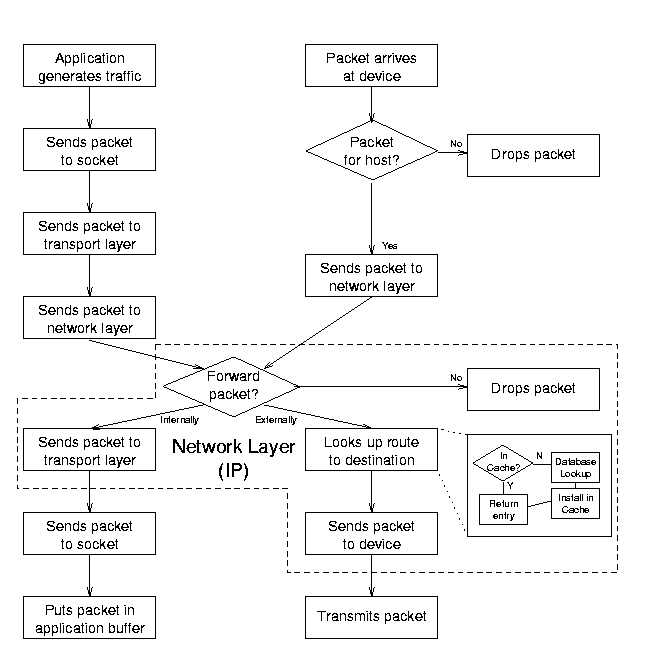 Application
generates traffic
Packet arrives
at device
Sends packet
to socket
Packet
for host?
No
Drops packet
Sends packet to
transport layer
Yes
Sends packet to
network layer
Sends packet to
network layer
Forward
packet?
No
Drops packet
Internally
Externally
Sends packet to
transport layer
Network Layer
(IP)
Looks up route
to destination
In
Cache?
N
Database
Lookup
Y
Return
entry
Install in
Cache
Sends packet
to socket
Sends packet
to device
Puts packet in
application buffer
Transmits packet